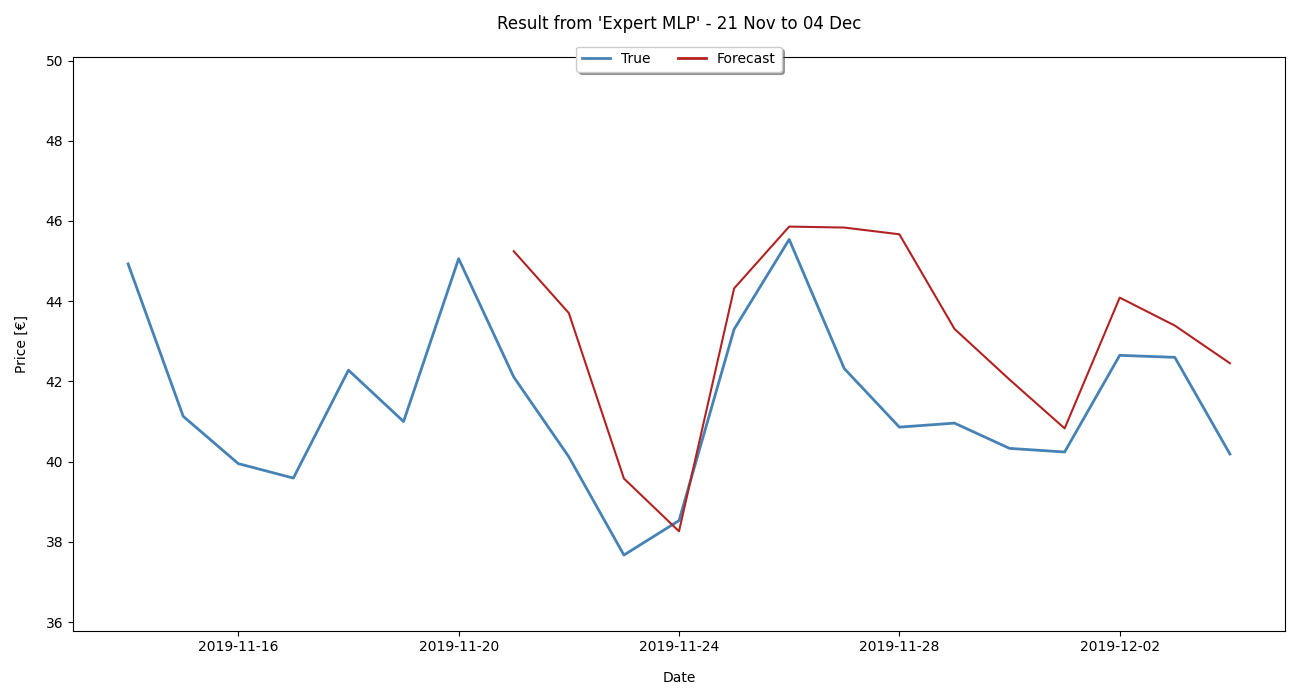 Result from 'Expert MLP' - 21 Nov to 04 Dec
True Forecast
50
48
46
44
42
40
38
36
Price [€]
2019-11-16 2019-11-20 2019-11-24 2019-11-28 2019-12-02
Date